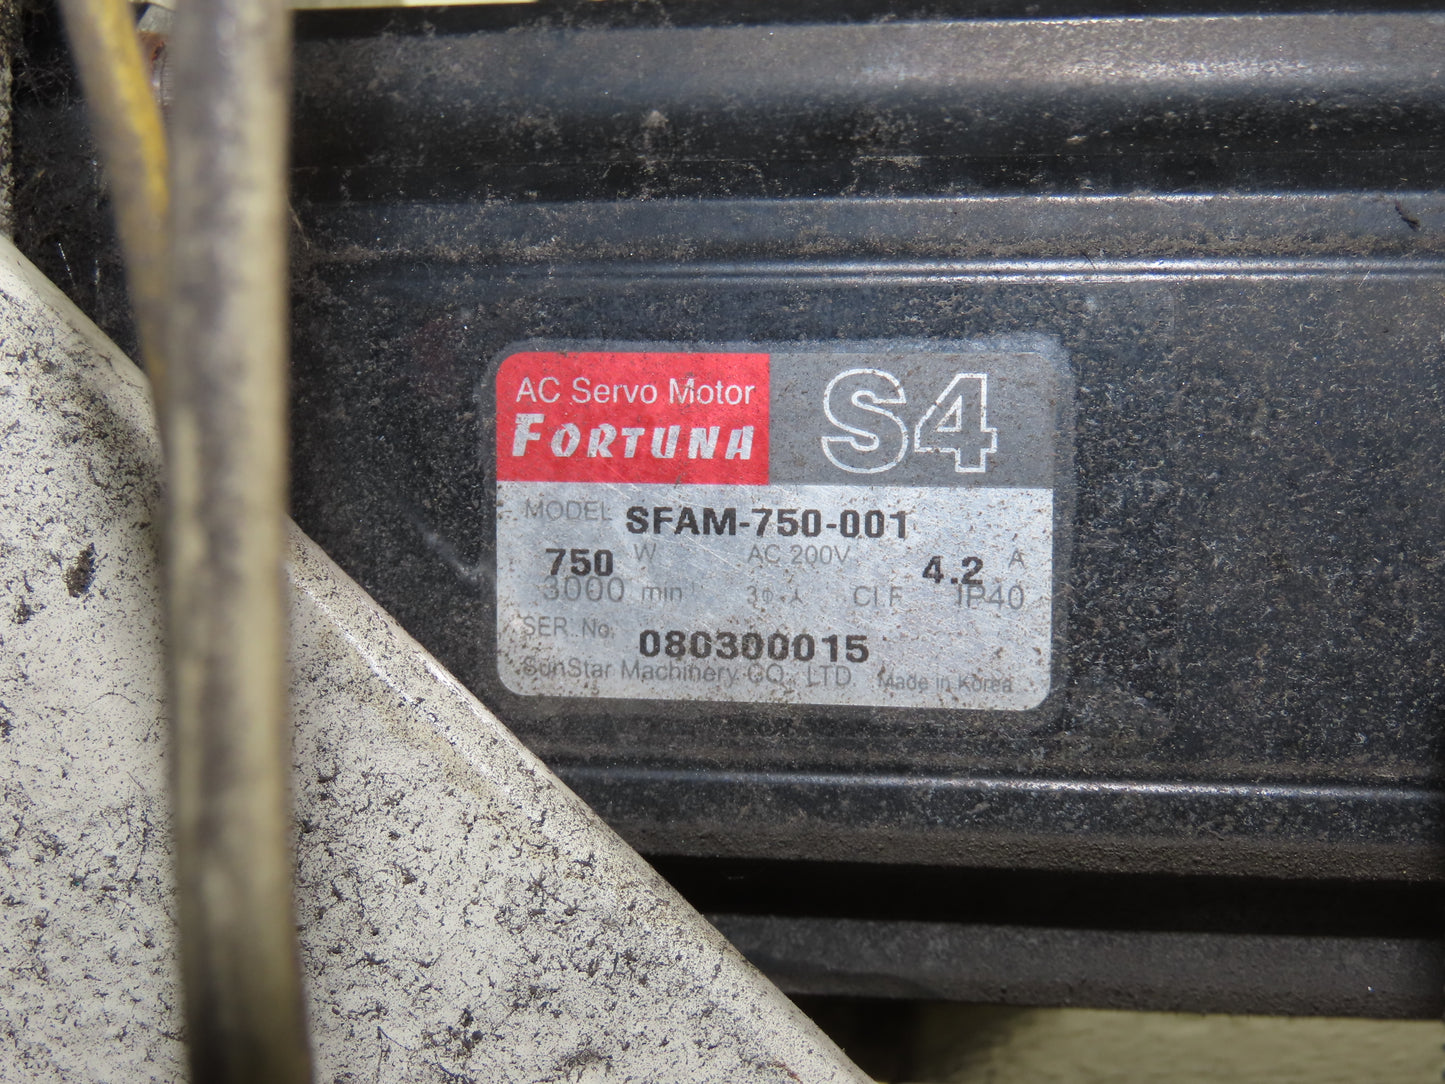 AC Servo Motor
FORTUNA
S4
MODEL SFAM-750-001
750 W AC 200V 4.2 A
3000 min 3Φ CI F IP40
SER. No. 080300015
SunStar Machinery CO., LTD. Made in Korea